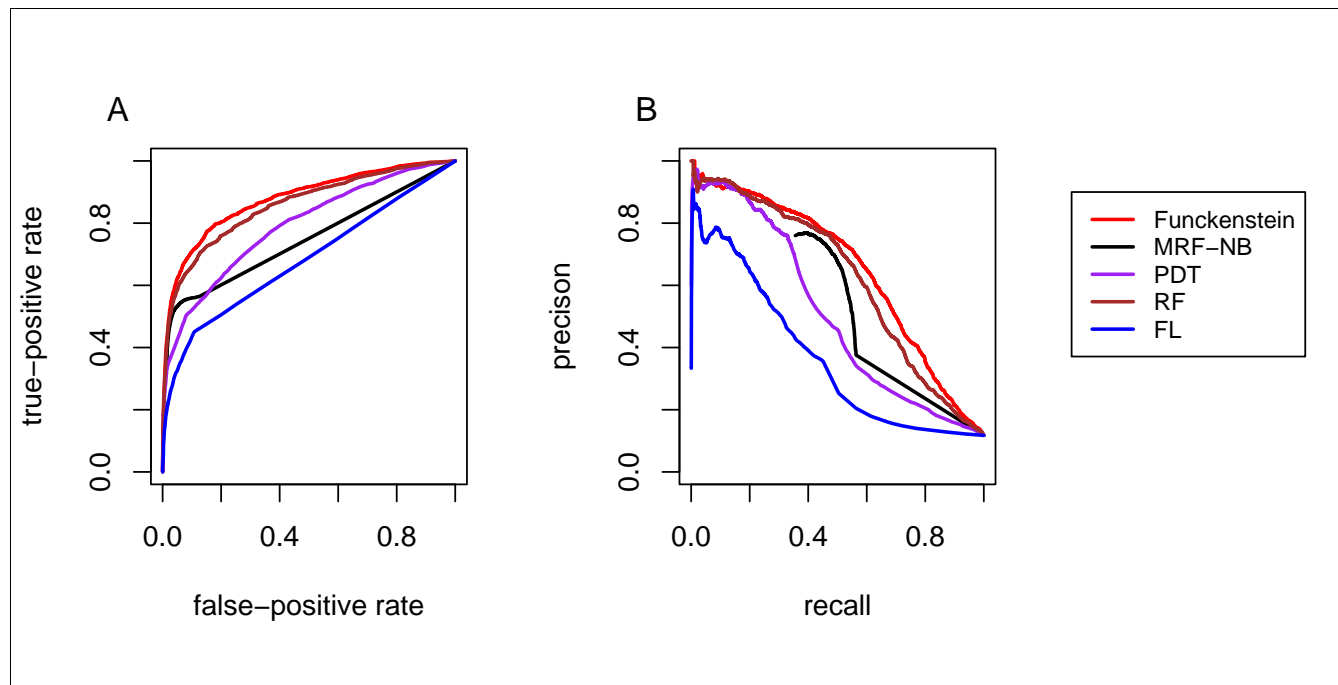 A
true−positive rate
0.0
0.4
0.8
0.0
0.4
0.8
false−positive rate
B
precison
0.0
0.4
0.8
0.0
0.4
0.8
recall
Funckenstein
MRF−NB
PDT
RF
FL